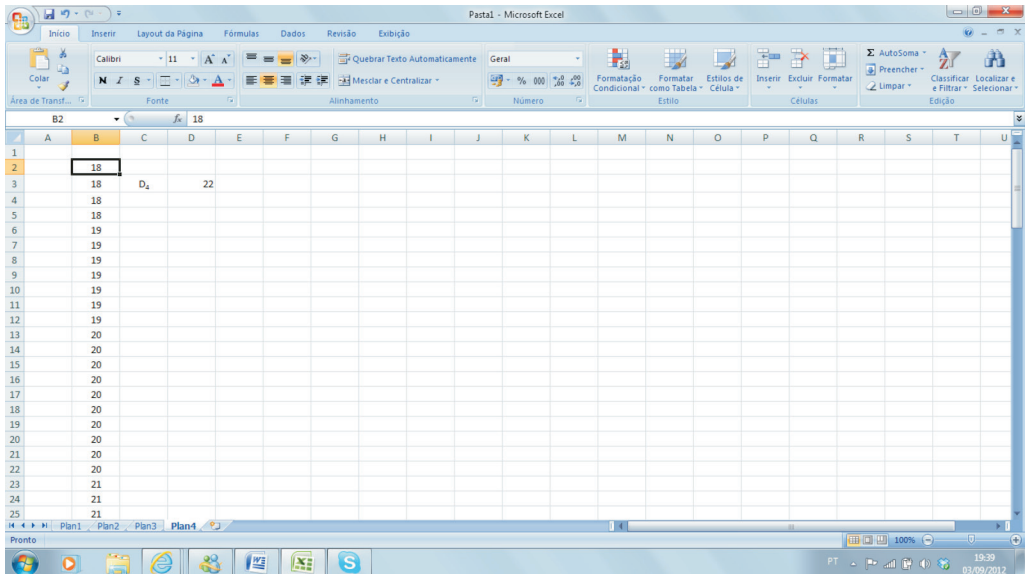 Pasta1 - Microsoft Excel
Início Inserir Layout da Página Fórmulas Dados Revisão Exibição
Colar
Calibri 11
N I S
Quebrar Texto Automaticamente
Mesclar e Centralizar
Geral
% 000
Formatação Condicional
Formatar como Tabela
Estilos de Célula
Inserir Excluir Formatar
AutoSoma
Preencher
Limpar
Classificar e Filtrar
Localizar e Selecionar
Área de Transf... Fonte Alinhamento Número Estilo Células Edição
B2 fx 18
A B C D E F G H I J K L M N O P Q R S T U
1
2 18
3 18 D₄ 22
4 18
5 18
6 19
7 19
8 19
9 19
10 19
11 19
12 19
13 20
14 20
15 20
16 20
17 20
18 20
19 20
20 20
21 20
22 20
23 21
24 21
25 21
Plan1 Plan2 Plan3 Plan4
Pronto 100%
PT 19:39
03/09/2012